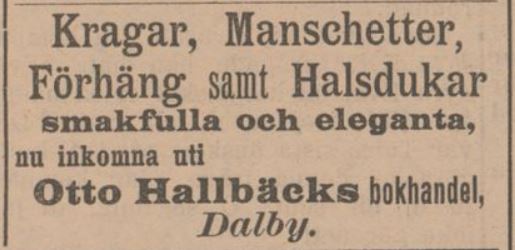 Kragar, Manschetter,
Förhäng samt Halsdukar
smakfulla och eleganta,
nu inkomna uti
Otto Hallbäcks bokhandel,
Dalby.